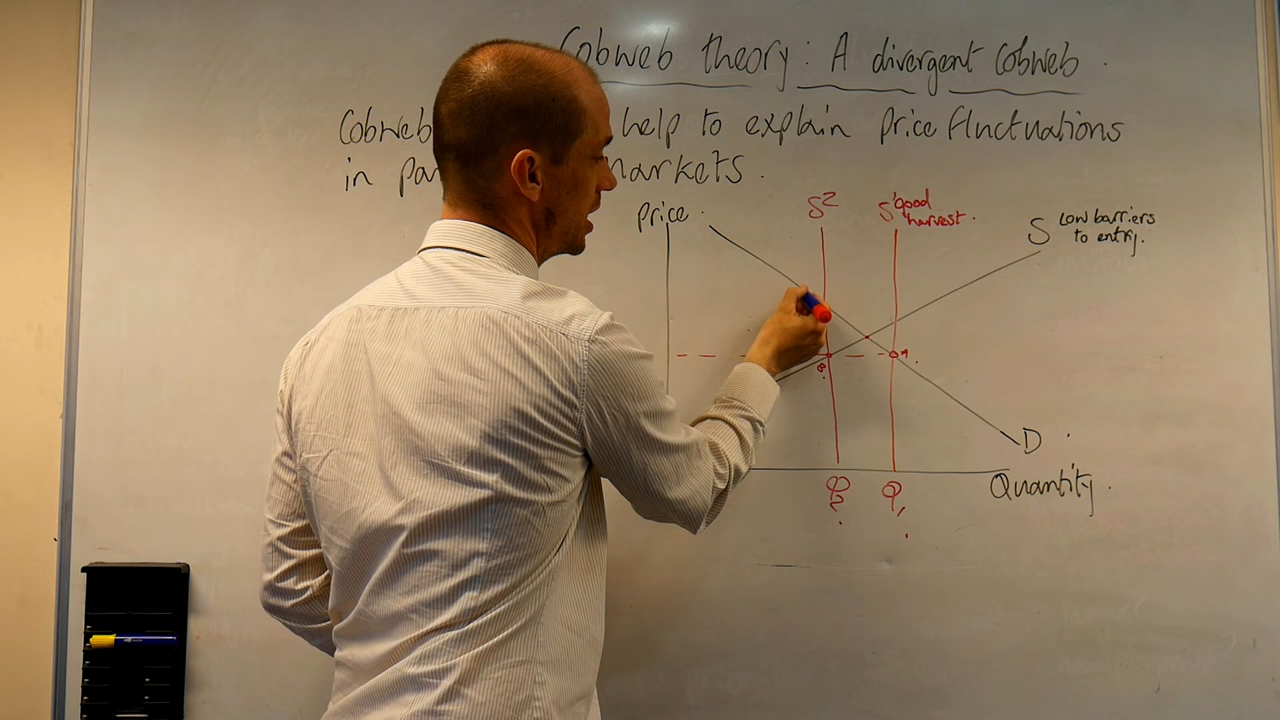 Cobweb theory: A divergent Cobweb.
Cobweb help to explain Price Fluctuations
in markets.
Price
S2
S1 good
harvest.
S Low barriers
to entry.
B
A
D
Quantity
Q2
Q1